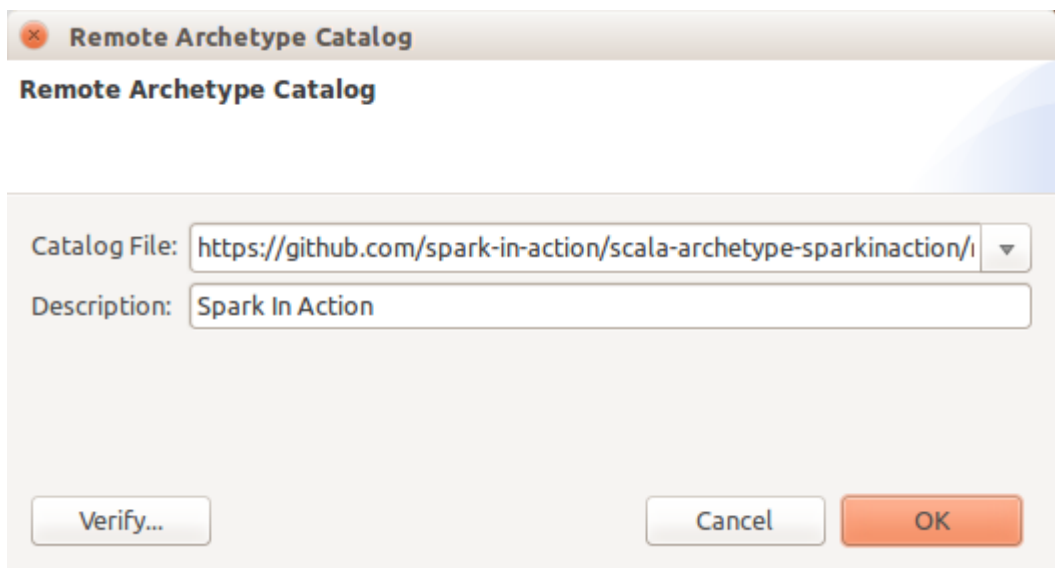 Remote Archetype Catalog
Remote Archetype Catalog
Catalog File: https://github.com/spark-in-action/scala-archetype-sparkinaction/
Description: Spark In Action
Verify... Cancel OK